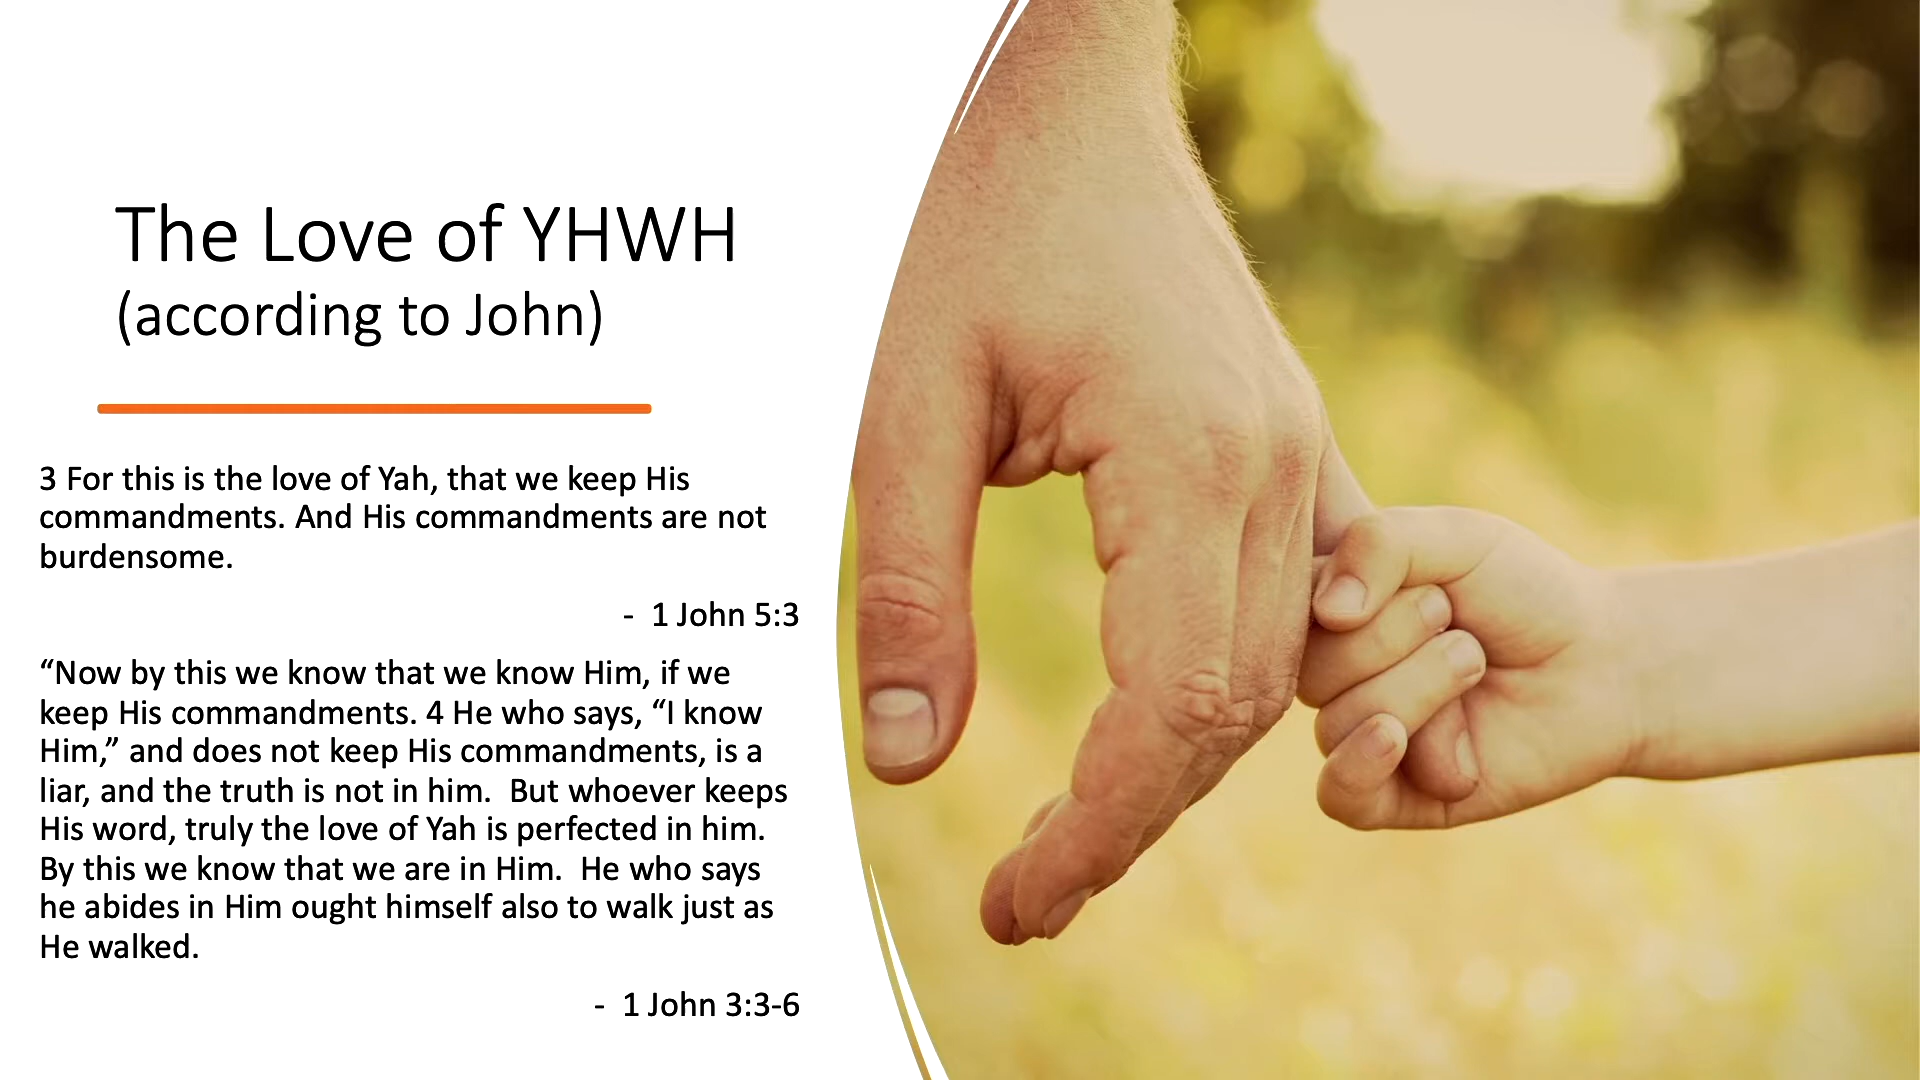 The Love of YHWH
(according to John)
3 For this is the love of Yah, that we keep His
commandments. And His commandments are not
burdensome.
- 1 John 5:3
“Now by this we know that we know Him, if we
keep His commandments. 4 He who says, “I know
Him,” and does not keep His commandments, is a
liar, and the truth is not in him.  But whoever keeps
His word, truly the love of Yah is perfected in him.
By this we know that we are in Him.  He who says
he abides in Him ought himself also to walk just as
He walked.
- 1 John 3:3-6